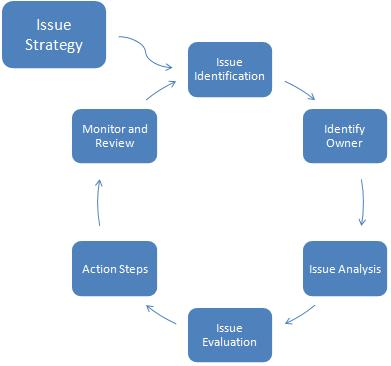 Issue
Strategy
Issue
Identification
Identify
Owner
Issue Analysis
Issue
Evaluation
Action Steps
Monitor and
Review